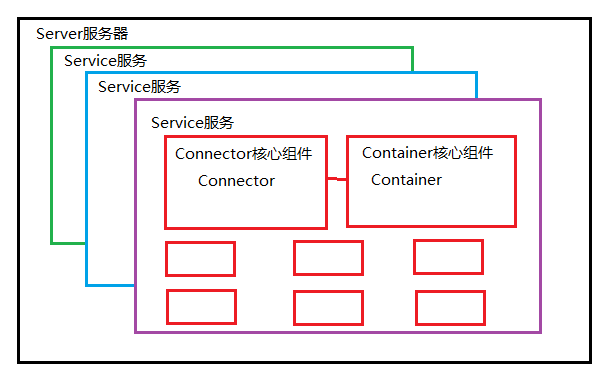 Server服务器
Service服务
Service服务
Service服务
Connector核心组件
Connector
Container核心组件
Container